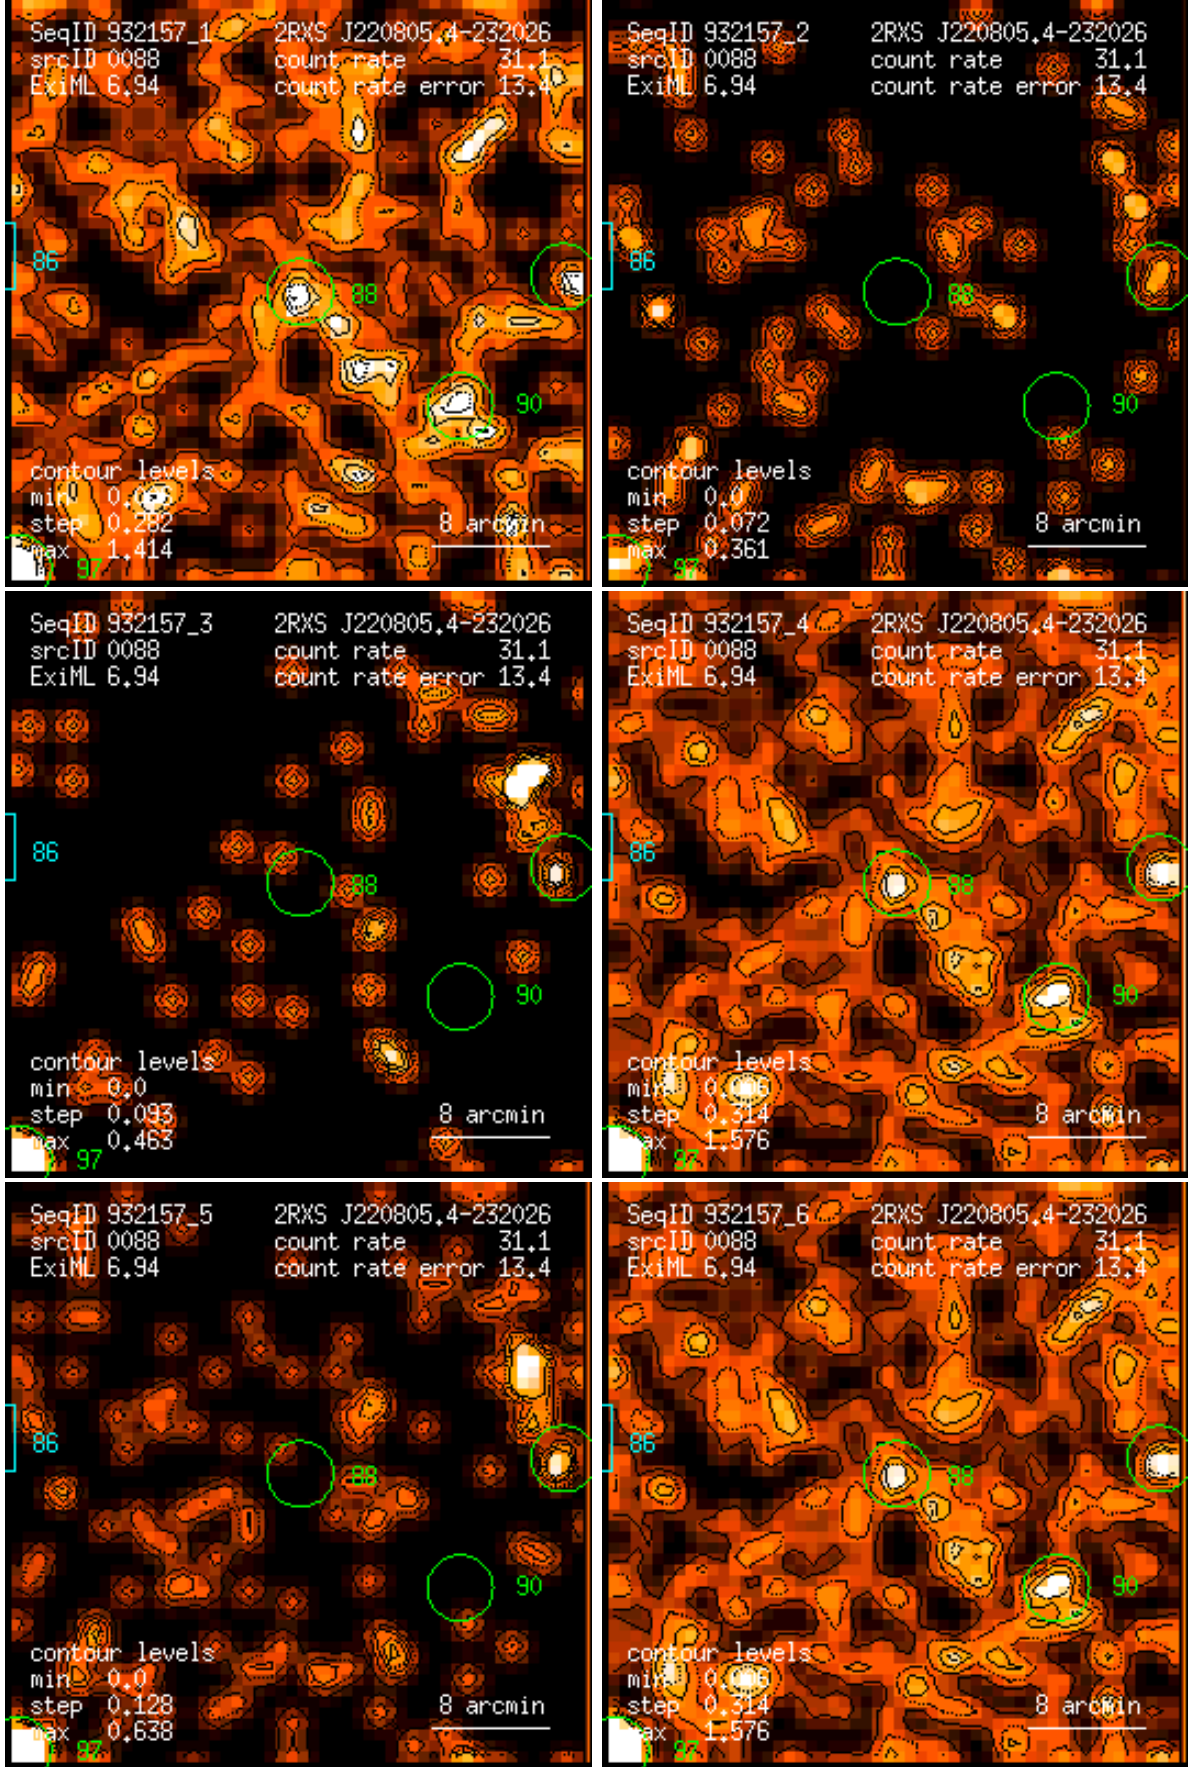 SeqID 932157_1 2RXS J220805.4-232026
srcID 0088 count rate 31.1
ExiML 6.94 count rate error 13.4
86
88
90
contour levels
min
step 0.282 8 arcmin
max 1.414
97
SeqID 932157_2 2RXS J220805.4-232026
srcID 0088 count rate 31.1
ExiML 6.94 count rate error 13.4
86
88
90
contour levels
min 0.0
step 0.072 8 arcmin
max 0.361
97
SeqID 932157_3 2RXS J220805.4-232026
srcID 0088 count rate 31.1
ExiML 6.94 count rate error 13.4
86
88
90
contour levels
min 0.0
step 0.093 8 arcmin
max 0.463
97
SeqID 932157_4 2RXS J220805.4-232026
srcID 0088 count rate 31.1
ExiML 6.94 count rate error 13.4
86
88
90
contour levels
min
step 0.314 8 arcmin
max 1.576
97
SeqID 932157_5 2RXS J220805.4-232026
srcID 0088 count rate 31.1
ExiML 6.94 count rate error 13.4
86
88
90
contour levels
min 0.0
step 0.128 8 arcmin
max 0.638
97
SeqID 932157_6 2RXS J220805.4-232026
srcID 0088 count rate 31.1
ExiML 6.94 count rate error 13.4
86
88
90
contour levels
min
step 0.314 8 arcmin
max 1.576
97